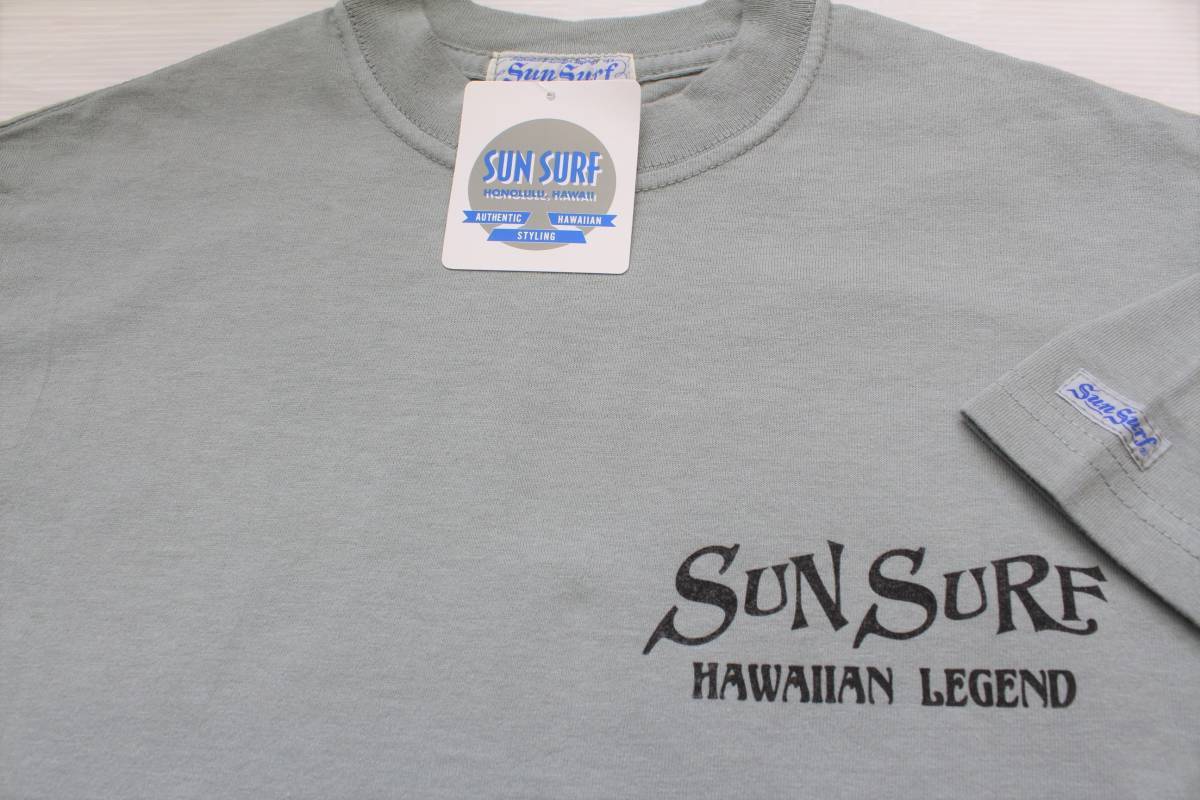 Sun Surf
SUN SURF
HONOLULU, HAWAII
AUTHENTIC HAWAIIAN
STYLING
Sun Surf®
SUN SURF
HAWAIIAN LEGEND